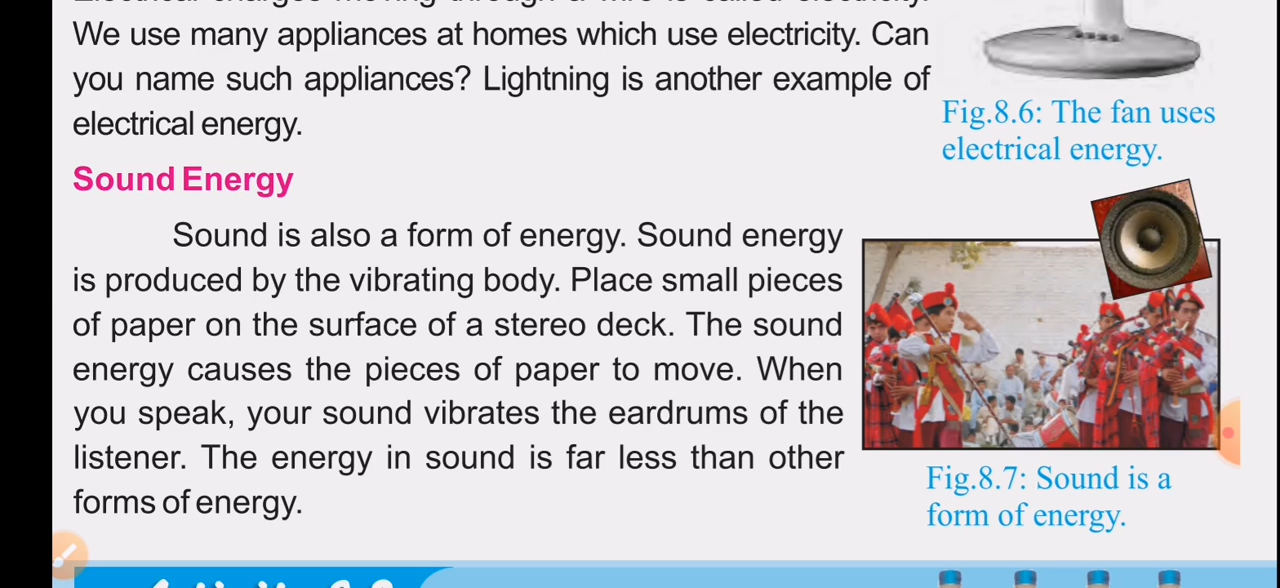 We use many appliances at homes which use electricity. Can
you name such appliances? Lightning is another example of
electrical energy.
Fig.8.6: The fan uses
electrical energy.
Sound Energy
Sound is also a form of energy. Sound energy
is produced by the vibrating body. Place small pieces
of paper on the surface of a stereo deck. The sound
energy causes the pieces of paper to move. When
you speak, your sound vibrates the eardrums of the
listener. The energy in sound is far less than other
forms of energy.
Fig.8.7: Sound is a
form of energy.